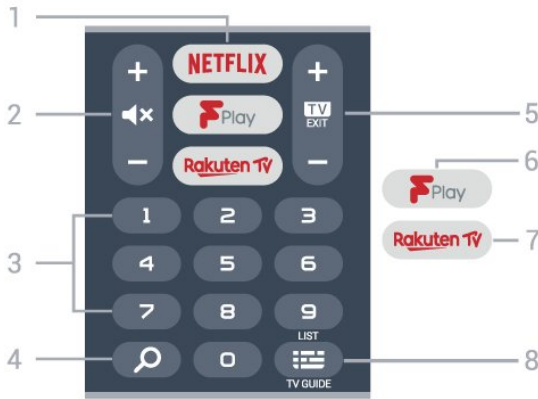 1
NETFLIX
+ +
2
TV
EXIT
5
F Play
- -
6
F Play
Rakuten TV
Rakuten TV
7
1 2 3
3
4 5 6
7 8 9
LIST
4
0
8
TV GUIDE